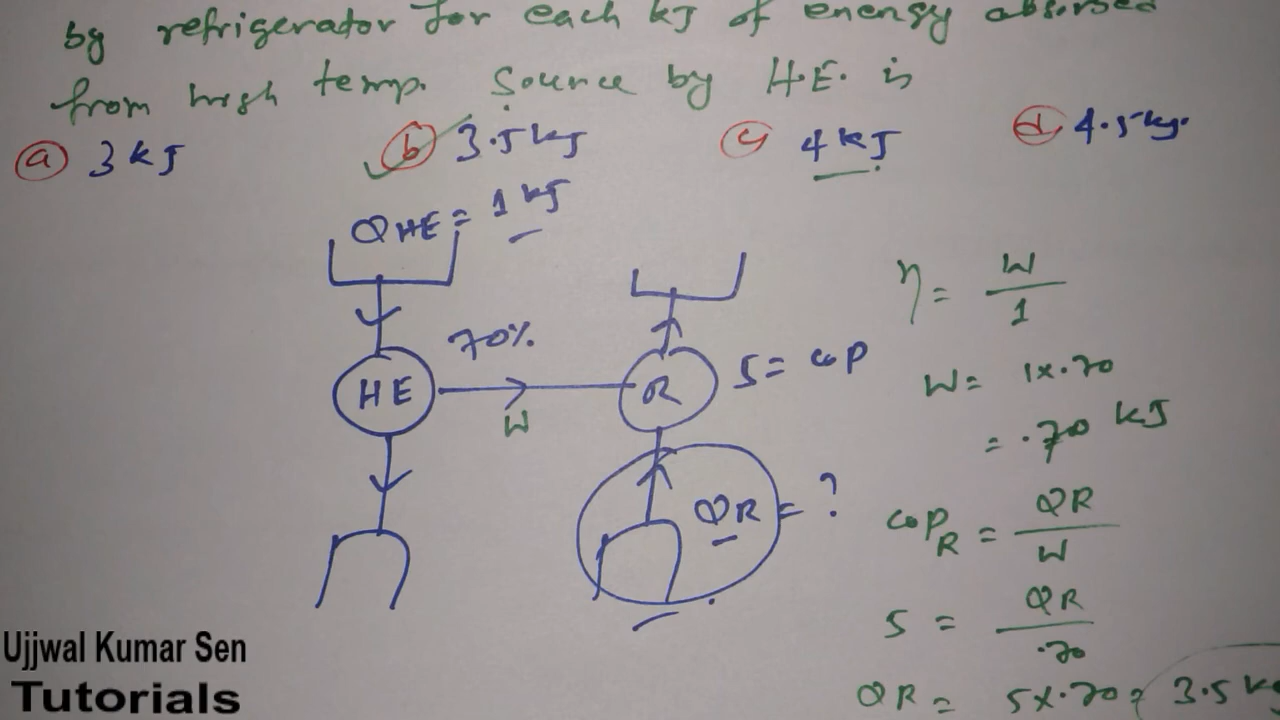 by refrigerator for each kJ of energy absorbed
from high temp. Source by H.E. is
(a) 3 kJ (b) 3.5 kJ (c) 4 kJ (d) 4.5 kJ.
QHE = 1 kJ
70%
HE
W
R
5 = COP
QR = ?
η = W / 1
W = 1 x .70
= .70 kJ
COP R = QR / W
5 = QR / .70
QR = 5 x .70 = 3.5 kJ
Ujjwal Kumar Sen
Tutorials